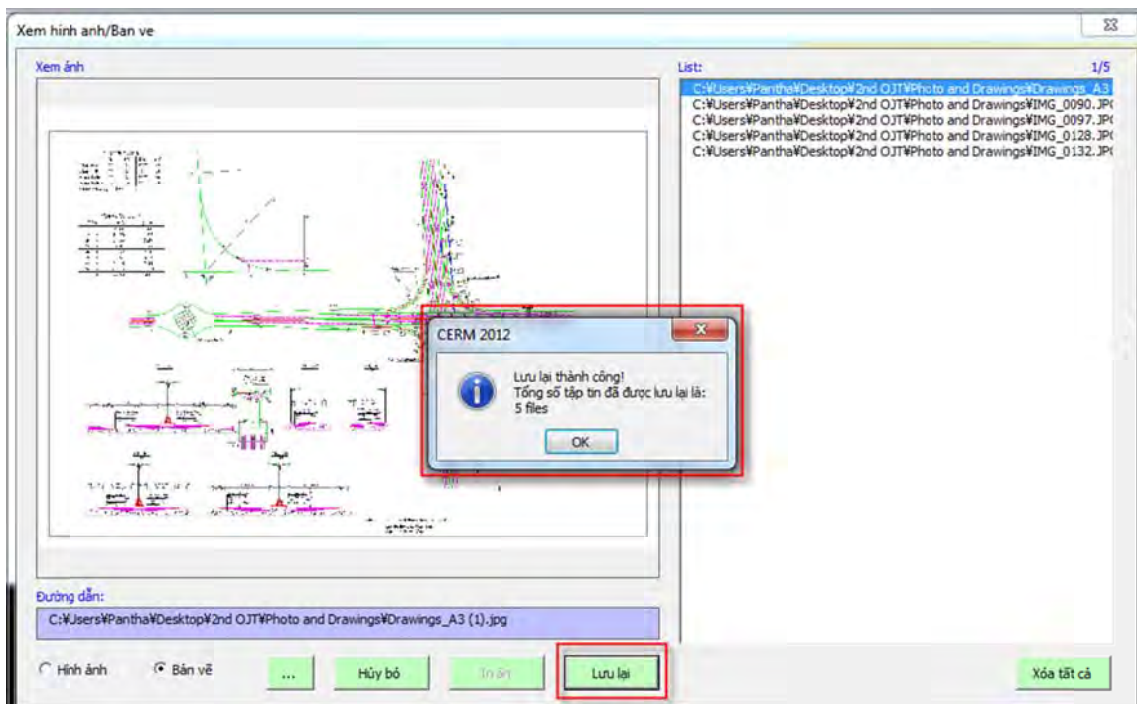 Xem hinh anh/Ban ve
Xem ảnh
List:
1/5
C:¥Users¥Pantha¥Desktop¥2nd OJT¥Photo and Drawings¥Drawings_A3
C:¥Users¥Pantha¥Desktop¥2nd OJT¥Photo and Drawings¥IMG_0090.JP
C:¥Users¥Pantha¥Desktop¥2nd OJT¥Photo and Drawings¥IMG_0097.JP
C:¥Users¥Pantha¥Desktop¥2nd OJT¥Photo and Drawings¥IMG_0128.JP
C:¥Users¥Pantha¥Desktop¥2nd OJT¥Photo and Drawings¥IMG_0132.JP
CERM 2012
Lưu lại thành công!
Tổng số tập tin đã được lưu lại là:
5 files
OK
Đường dẫn:
C:¥Users¥Pantha¥Desktop¥2nd OJT¥Photo and Drawings¥Drawings_A3 (1).jpg
Hình ảnh
Bản vẽ
...
Hủy bỏ
In ấn
Lưu lại
Xóa tất cả